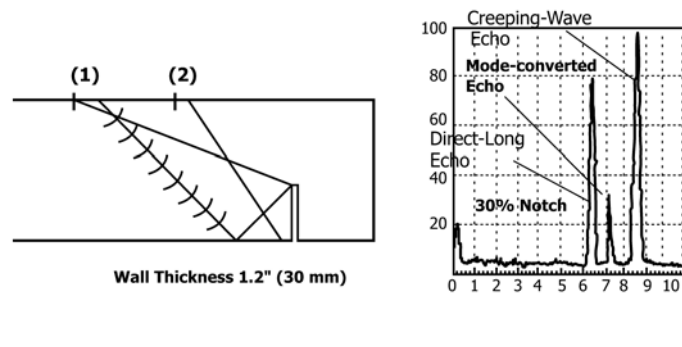 (1)
(2)
Wall Thickness 1.2" (30 mm)
Creeping-Wave
Echo
100
80
Mode-converted
Echo
60
Direct-Long
Echo
40
30% Notch
20
0 1 2 3 4 5 6 7 8 9 10